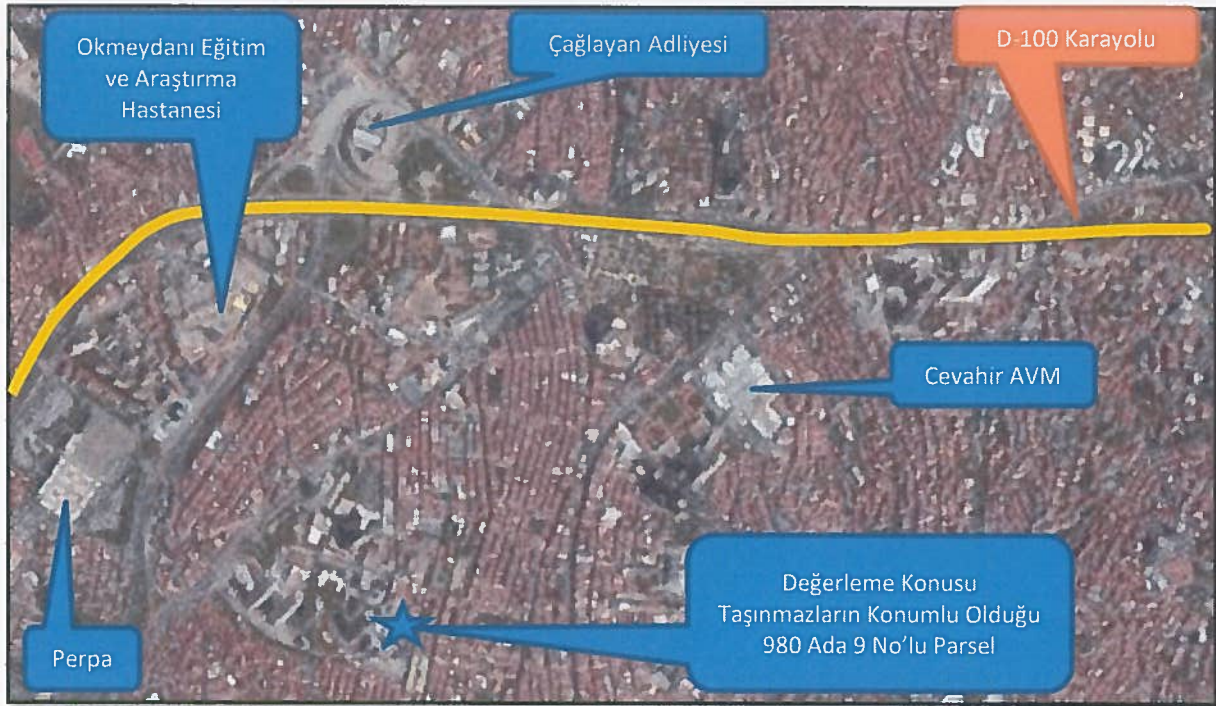 Okmeydanı Eğitim
ve Araştırma
Hastanesi
Çağlayan Adliyesi
D-100 Karayolu
Cevahir AVM
Değerleme Konusu
Taşınmazların Konumlu Olduğu
980 Ada 9 No’lu Parsel
Perpa